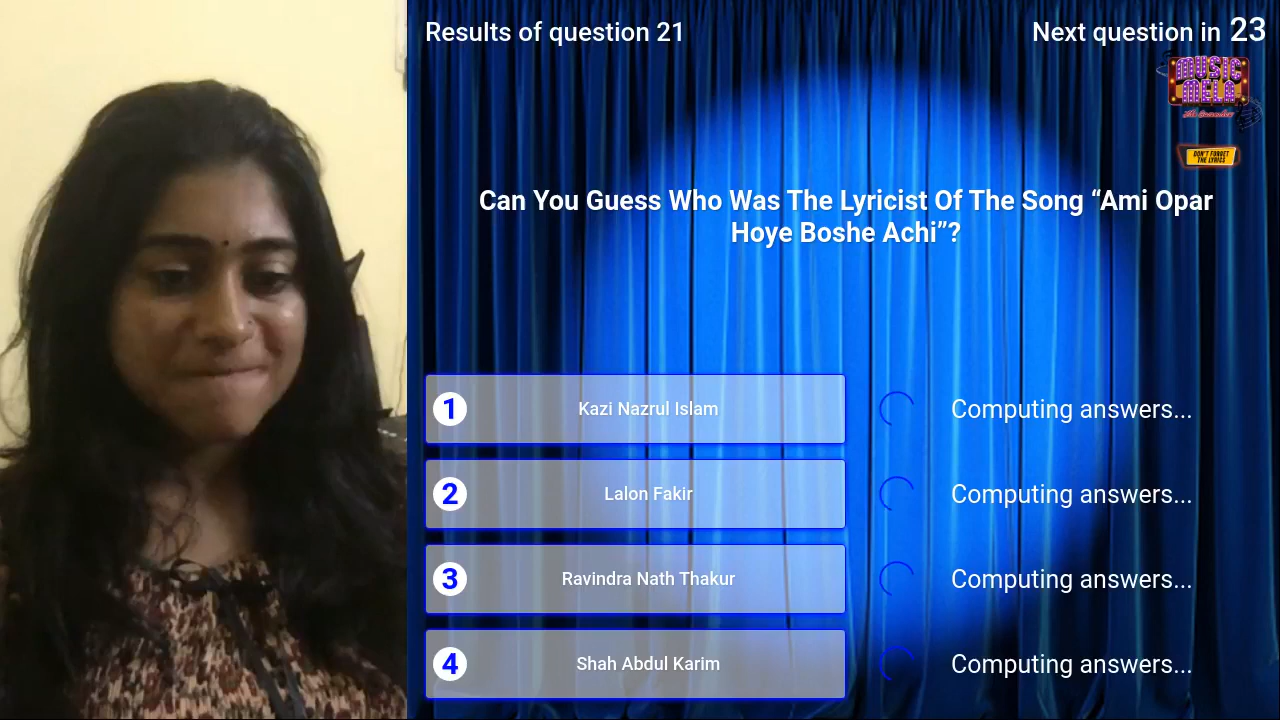 Results of question 21
Next question in 23
MUSIC
MELA
DON'T FORGET
THE LYRICS
Can You Guess Who Was The Lyricist Of The Song “Ami Opar
Hoye Boshe Achi”?
1 Kazi Nazrul Islam Computing answers...
2 Lalon Fakir Computing answers...
3 Ravindra Nath Thakur Computing answers...
4 Shah Abdul Karim Computing answers...